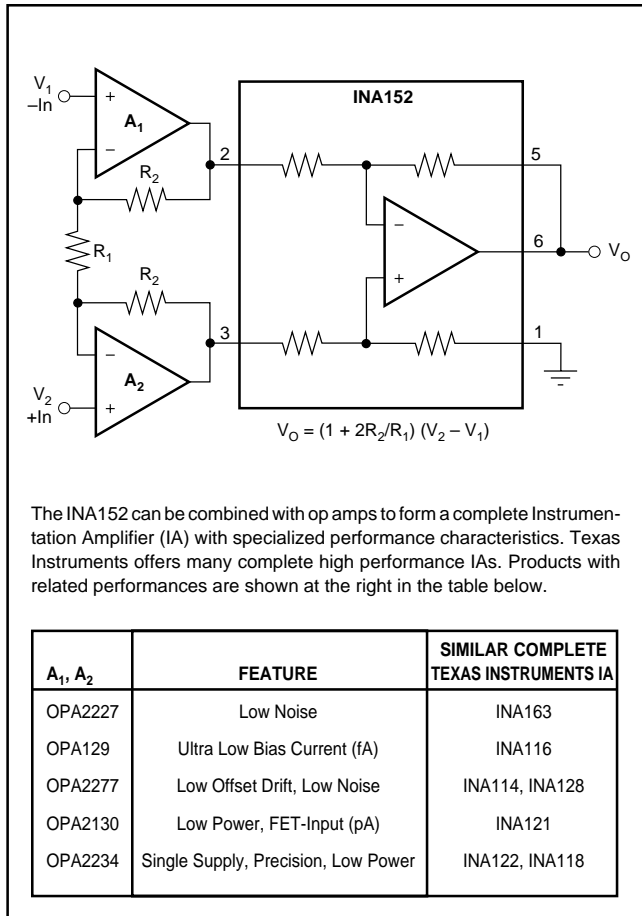 INA152
V1
–In
+
A1
–
R2
R1
R2
–
A2
+
V2
+In
2
3
5
–
6
+
1
VO
VO = (1 + 2R2/R1) (V2 – V1)
The INA152 can be combined with op amps to form a complete Instrumen-
tation Amplifier (IA) with specialized performance characteristics. Texas
Instruments offers many complete high performance IAs. Products with
related performances are shown at the right in the table below.
A1, A2 FEATURE SIMILAR COMPLETE
TEXAS INSTRUMENTS IA
OPA2227 Low Noise INA163
OPA129 Ultra Low Bias Current (fA) INA116
OPA2277 Low Offset Drift, Low Noise INA114, INA128
OPA2130 Low Power, FET-Input (pA) INA121
OPA2234 Single Supply, Precision, Low Power INA122, INA118